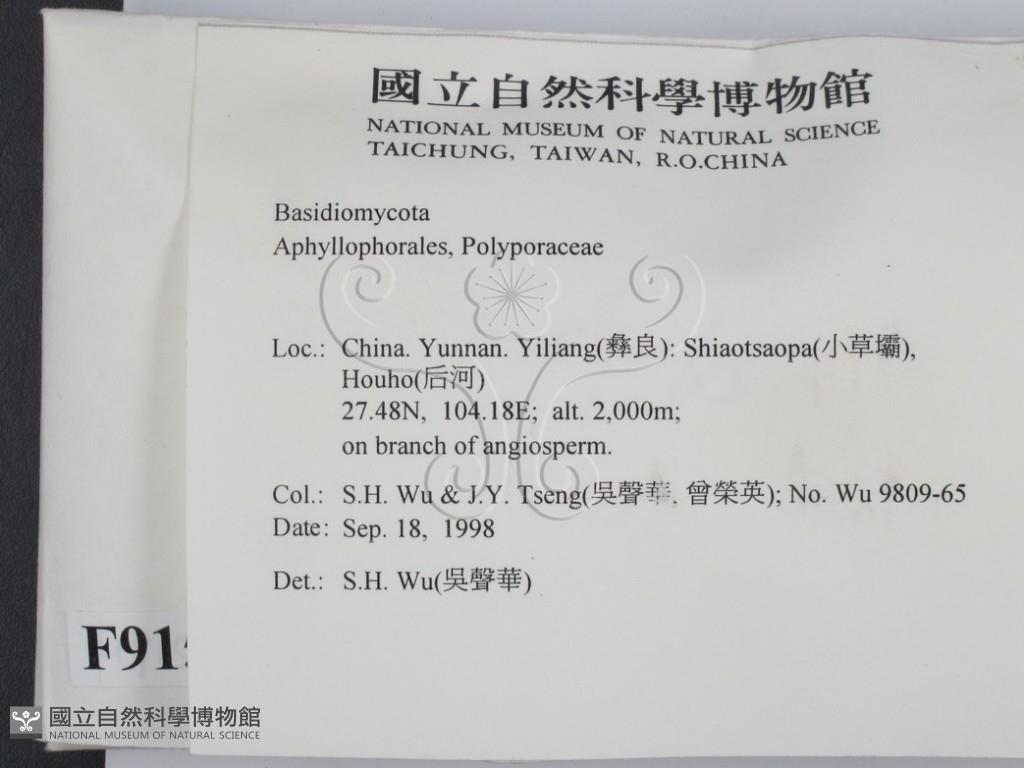 國立自然科學博物館
NATIONAL MUSEUM OF NATURAL SCIENCE
TAICHUNG, TAIWAN, R.O.CHINA
Basidiomycota
Aphyllophorales, Polyporaceae
Loc.: China. Yunnan. Yiliang(彝良): Shiaotsaopa(小草壩),
Houho(后河)
27.48N, 104.18E; alt. 2,000m;
on branch of angiosperm.
Col.: S.H. Wu & J.Y. Tseng(吳聲華, 曾榮英); No. Wu 9809-65
Date: Sep. 18, 1998
Det.: S.H. Wu(吳聲華)
F91
國立自然科學博物館
NATIONAL MUSEUM OF NATURAL SCIENCE